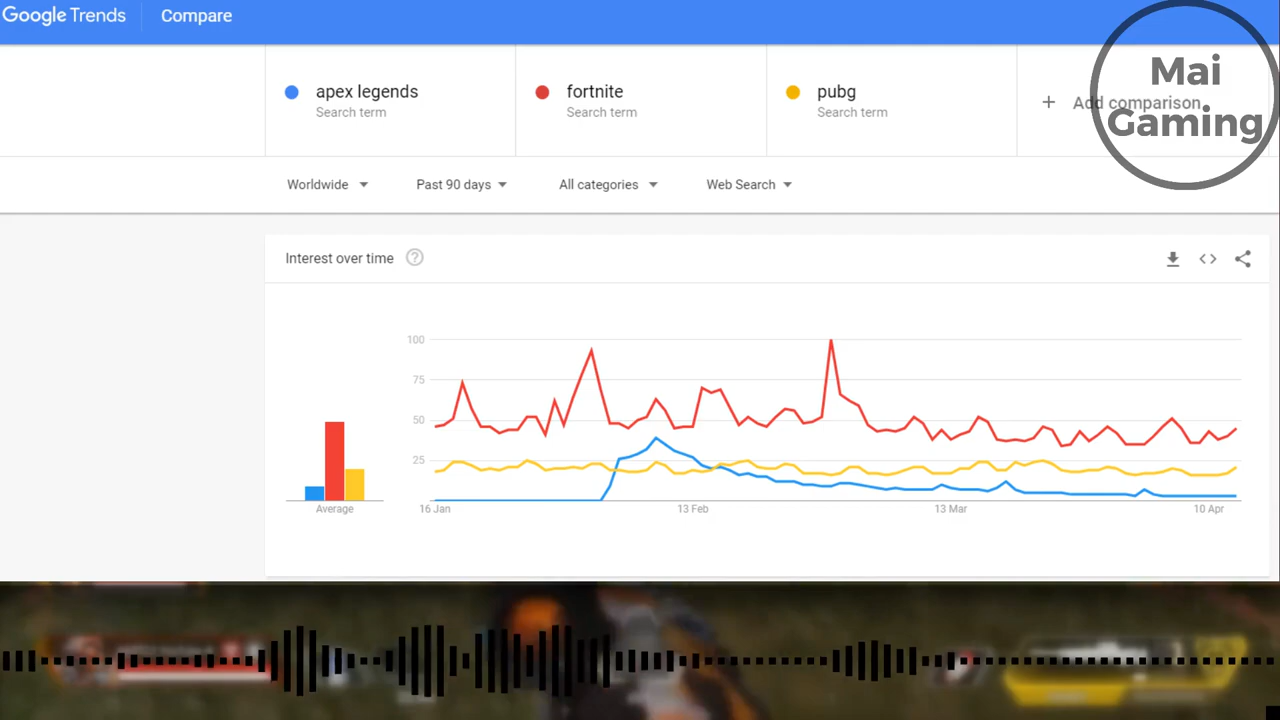 Google Trends Compare
Mai
Gaming
apex legends fortnite pubg
Search term Search term Search term
+ Add comparison
Worldwide Past 90 days All categories Web Search
Interest over time ?
100
75
50
25
Average 16 Jan 13 Feb 13 Mar 10 Apr